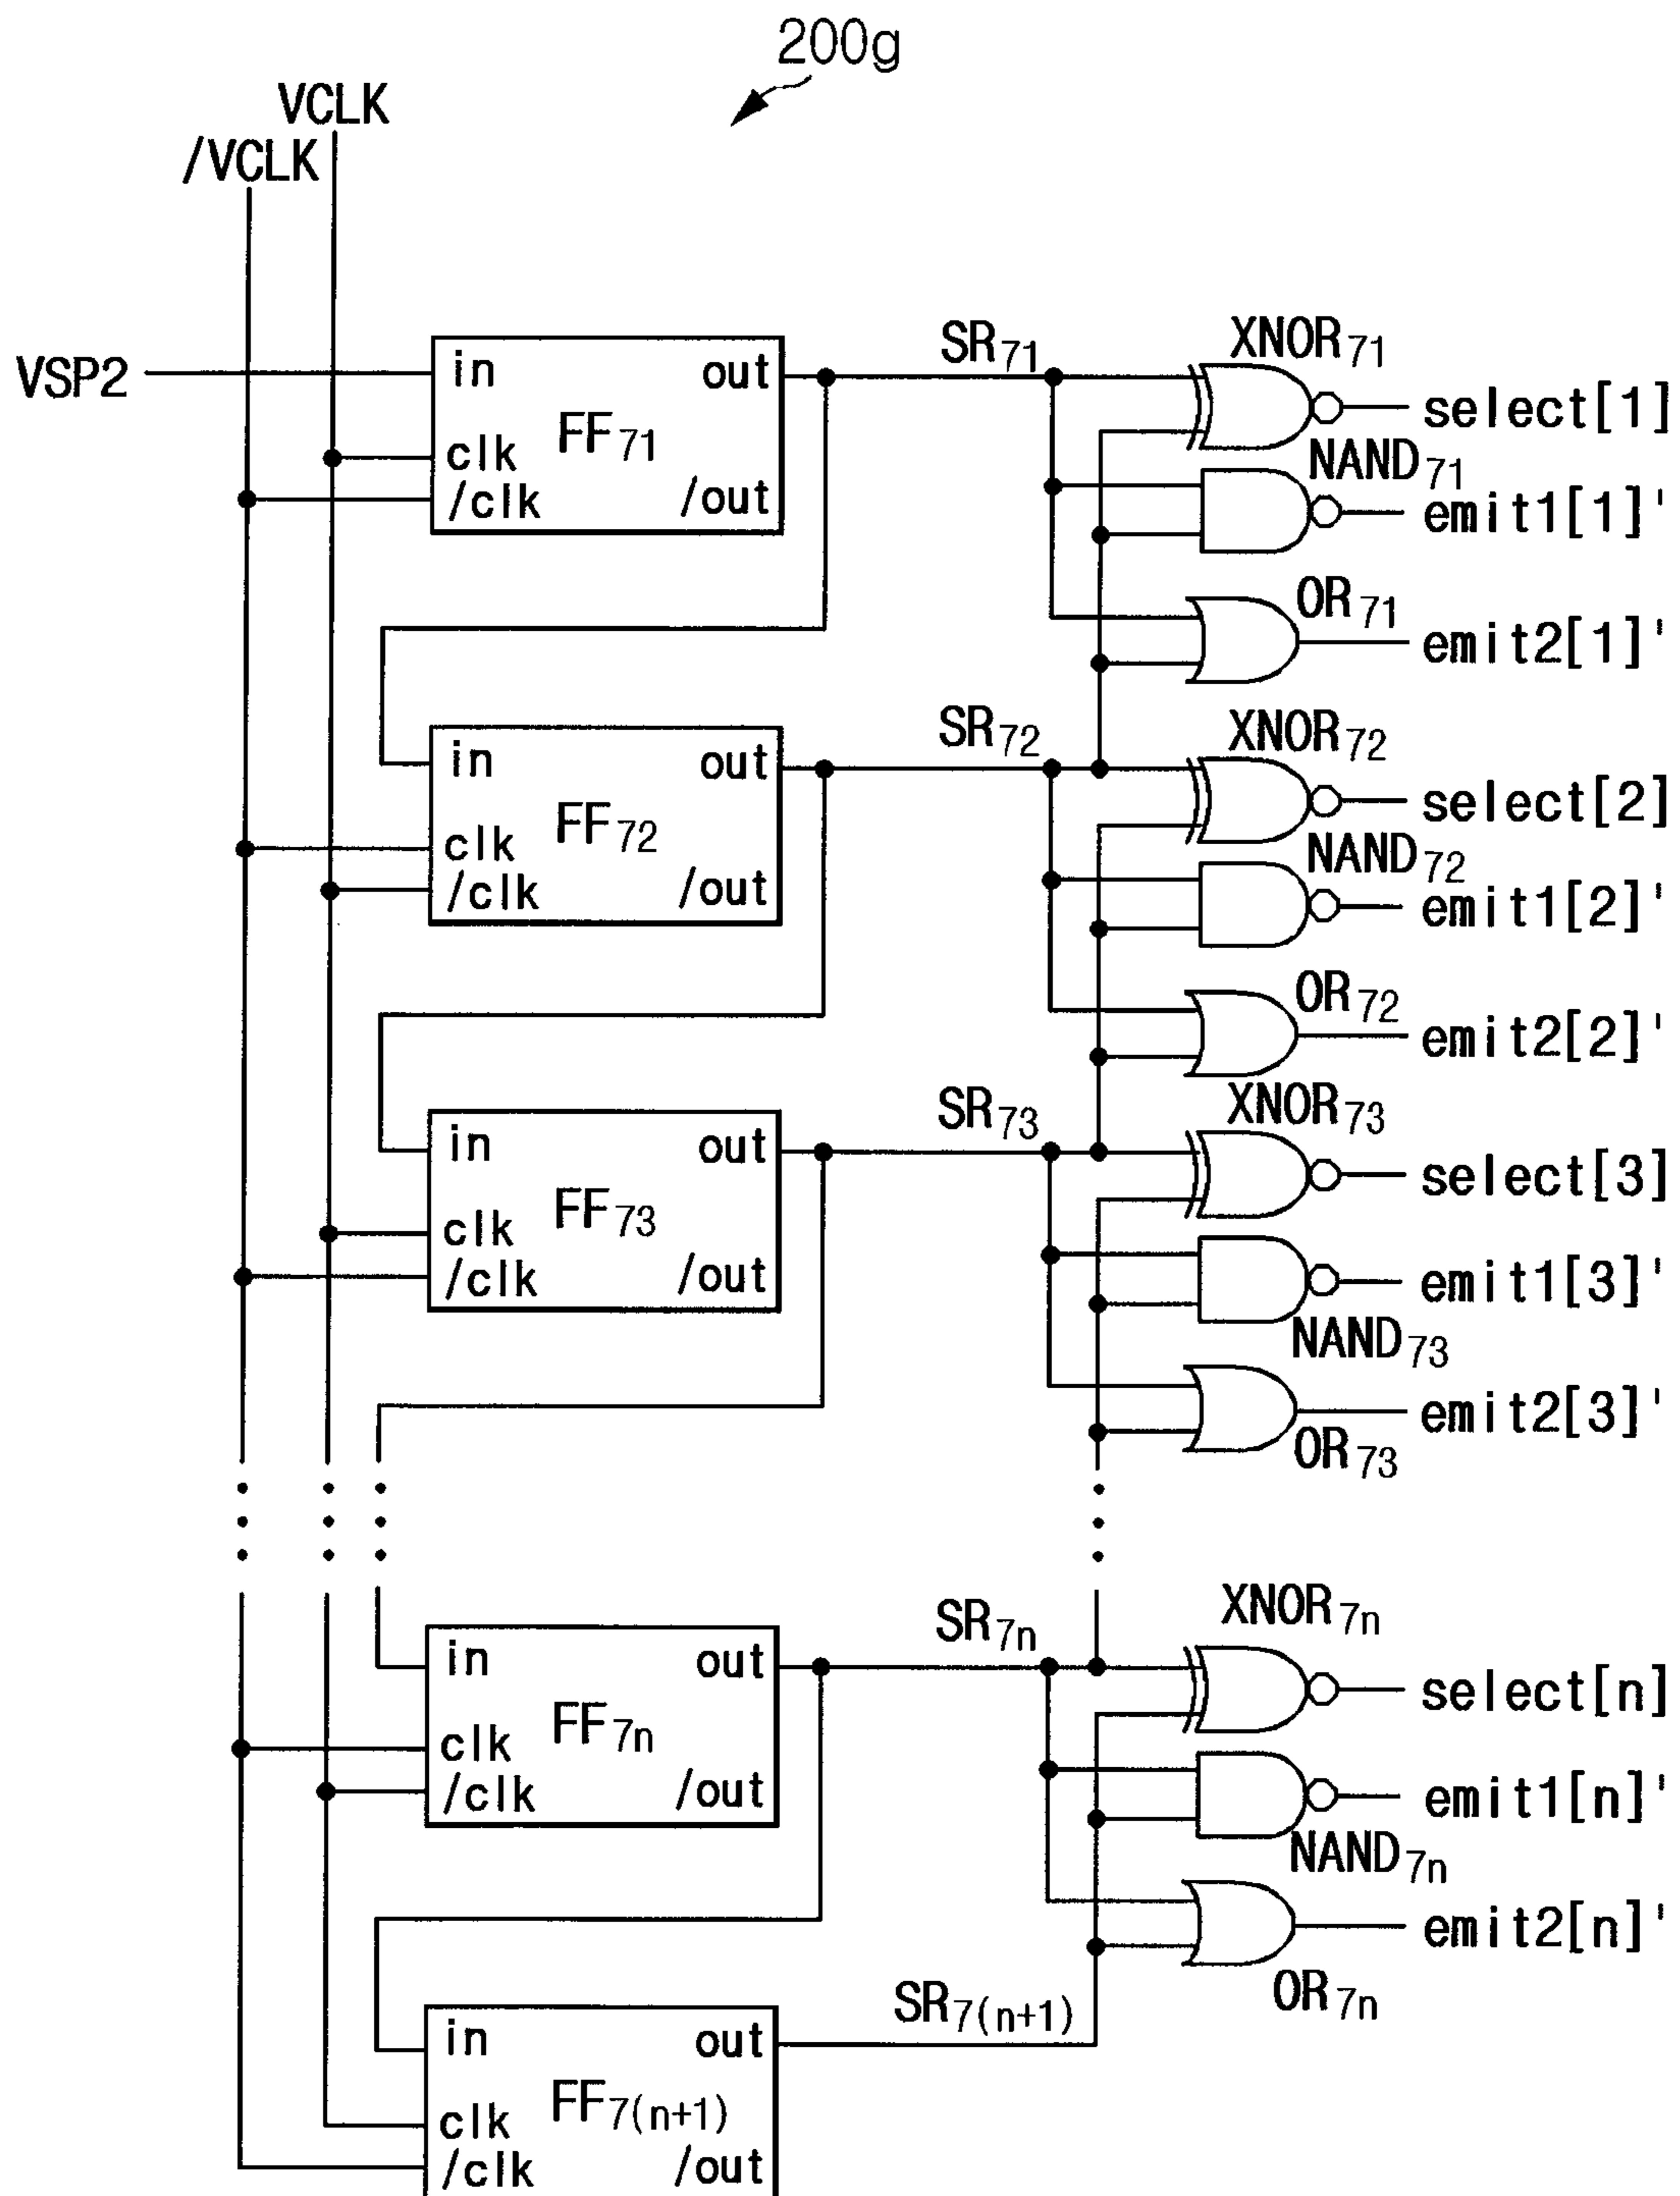 200g
VCLK
/VCLK
VSP2
in out
FF71
clk
/clk /out
SR71
XNOR71
select[1]
NAND71
emit1[1]'
OR71
emit2[1]'
in out
FF72
clk
/clk /out
SR72
XNOR72
select[2]
NAND72
emit1[2]'
OR72
emit2[2]'
in out
FF73
clk
/clk /out
SR73
XNOR73
select[3]
emit1[3]'
NAND73
emit2[3]'
OR73
in out
FF7n
clk
/clk /out
SR7n
XNOR7n
select[n]
emit1[n]'
NAND7n
emit2[n]'
OR7n
SR7(n+1)
in out
FF7(n+1)
clk
/clk /out